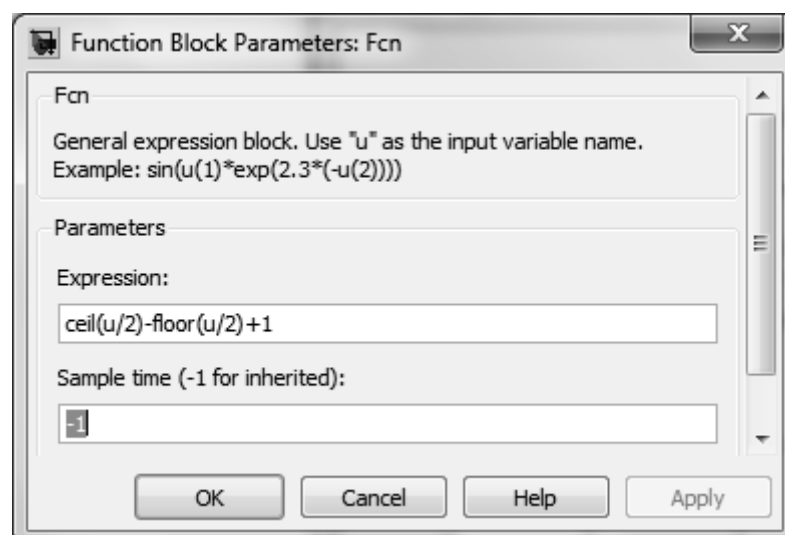 Function Block Parameters: Fcn
Fcn
General expression block. Use "u" as the input variable name.
Example: sin(u(1)*exp(2.3*(-u(2))))
Parameters
Expression:
ceil(u/2)-floor(u/2)+1
Sample time (-1 for inherited):
-1
OK Cancel Help Apply